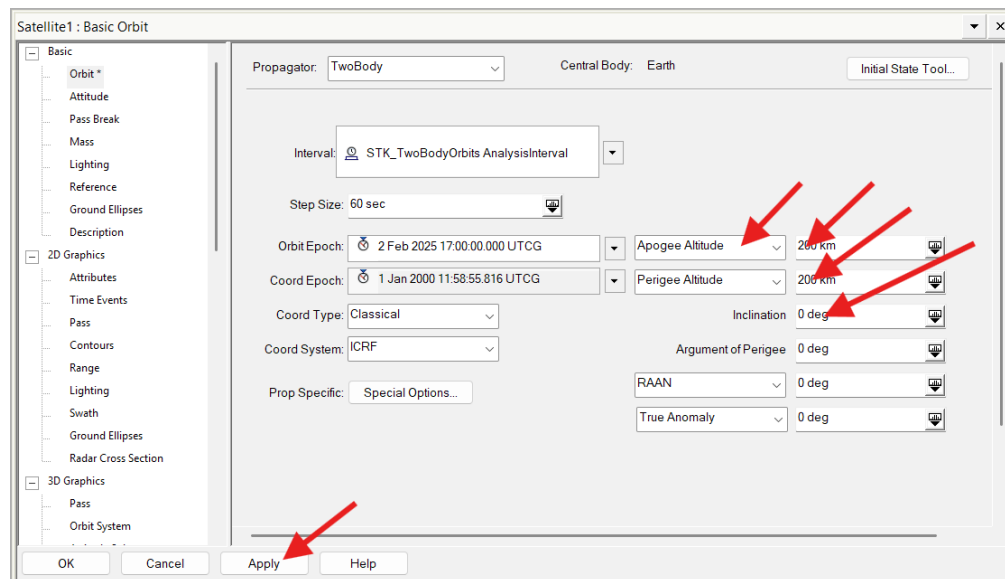 Satellite1 : Basic Orbit
Basic
Orbit *
Attitude
Pass Break
Mass
Lighting
Reference
Ground Ellipses
Description
2D Graphics
Attributes
Time Events
Pass
Contours
Range
Lighting
Swath
Ground Ellipses
Radar Cross Section
3D Graphics
Pass
Orbit System
Propagator: TwoBody Central Body: Earth Initial State Tool...
Interval: STK_TwoBodyOrbits AnalysisInterval
Step Size: 60 sec
Orbit Epoch: 2 Feb 2025 17:00:00.000 UTCG Apogee Altitude 200 km
Coord Epoch: 1 Jan 2000 11:58:55.816 UTCG Perigee Altitude 200 km
Coord Type: Classical Inclination 0 deg
Coord System: ICRF Argument of Perigee 0 deg
Prop Specific: Special Options... RAAN 0 deg
True Anomaly 0 deg
OK Cancel Apply Help